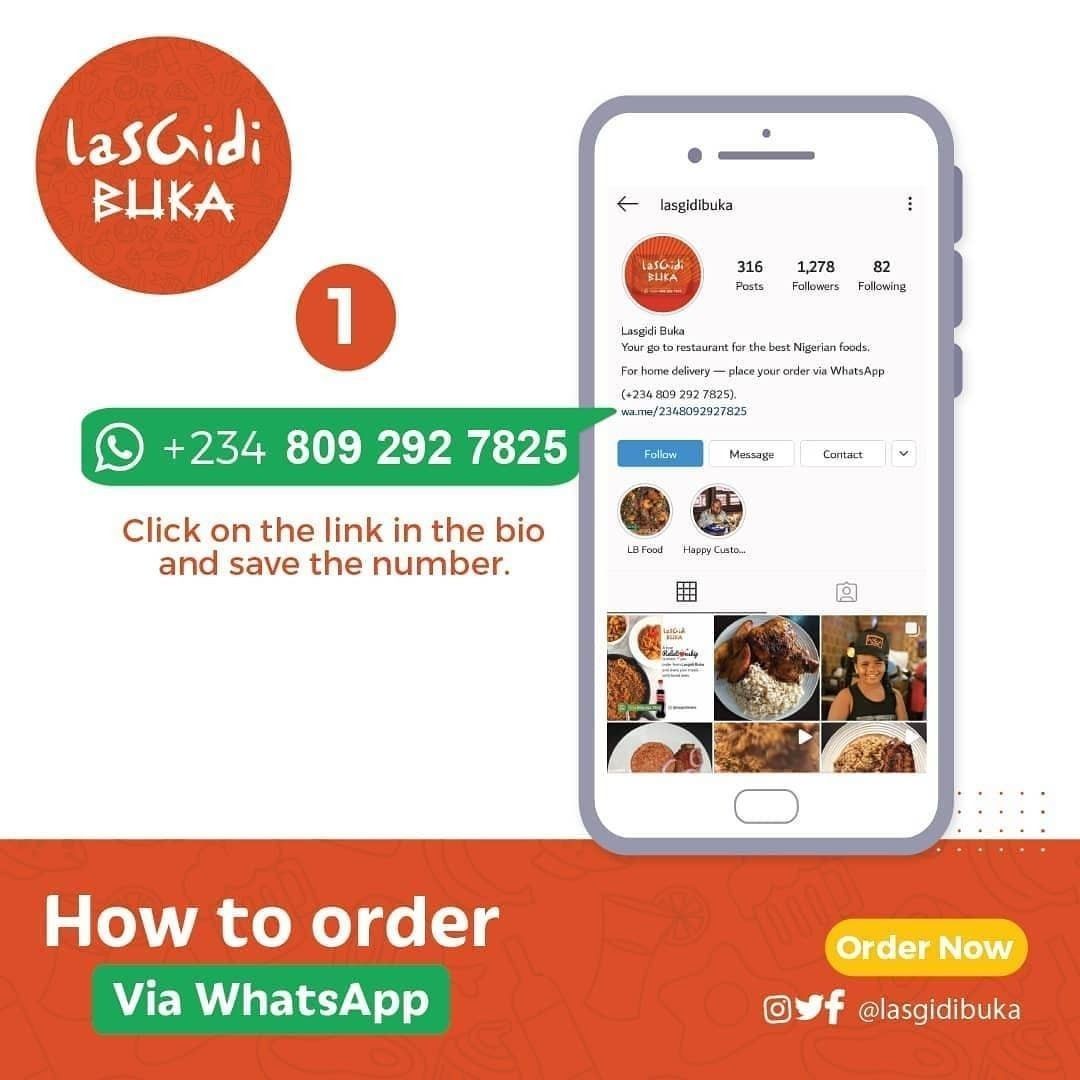 LasGidi
BUKA
1
+234 809 292 7825
Click on the link in the bio
and save the number.
lasgidibuka
LasGidi
BUKA
316
Posts
1,278
Followers
82
Following
Lasgidi Buka
Your go to restaurant for the best Nigerian foods.
For home delivery — place your order via WhatsApp
(+234 809 292 7825).
wa.me/2348092927825
Follow
Message
Contact
LB Food
Happy Custo...
LasGidi
BUKA
Relationship
How to order
Via WhatsApp
Order Now
@lasgidibuka